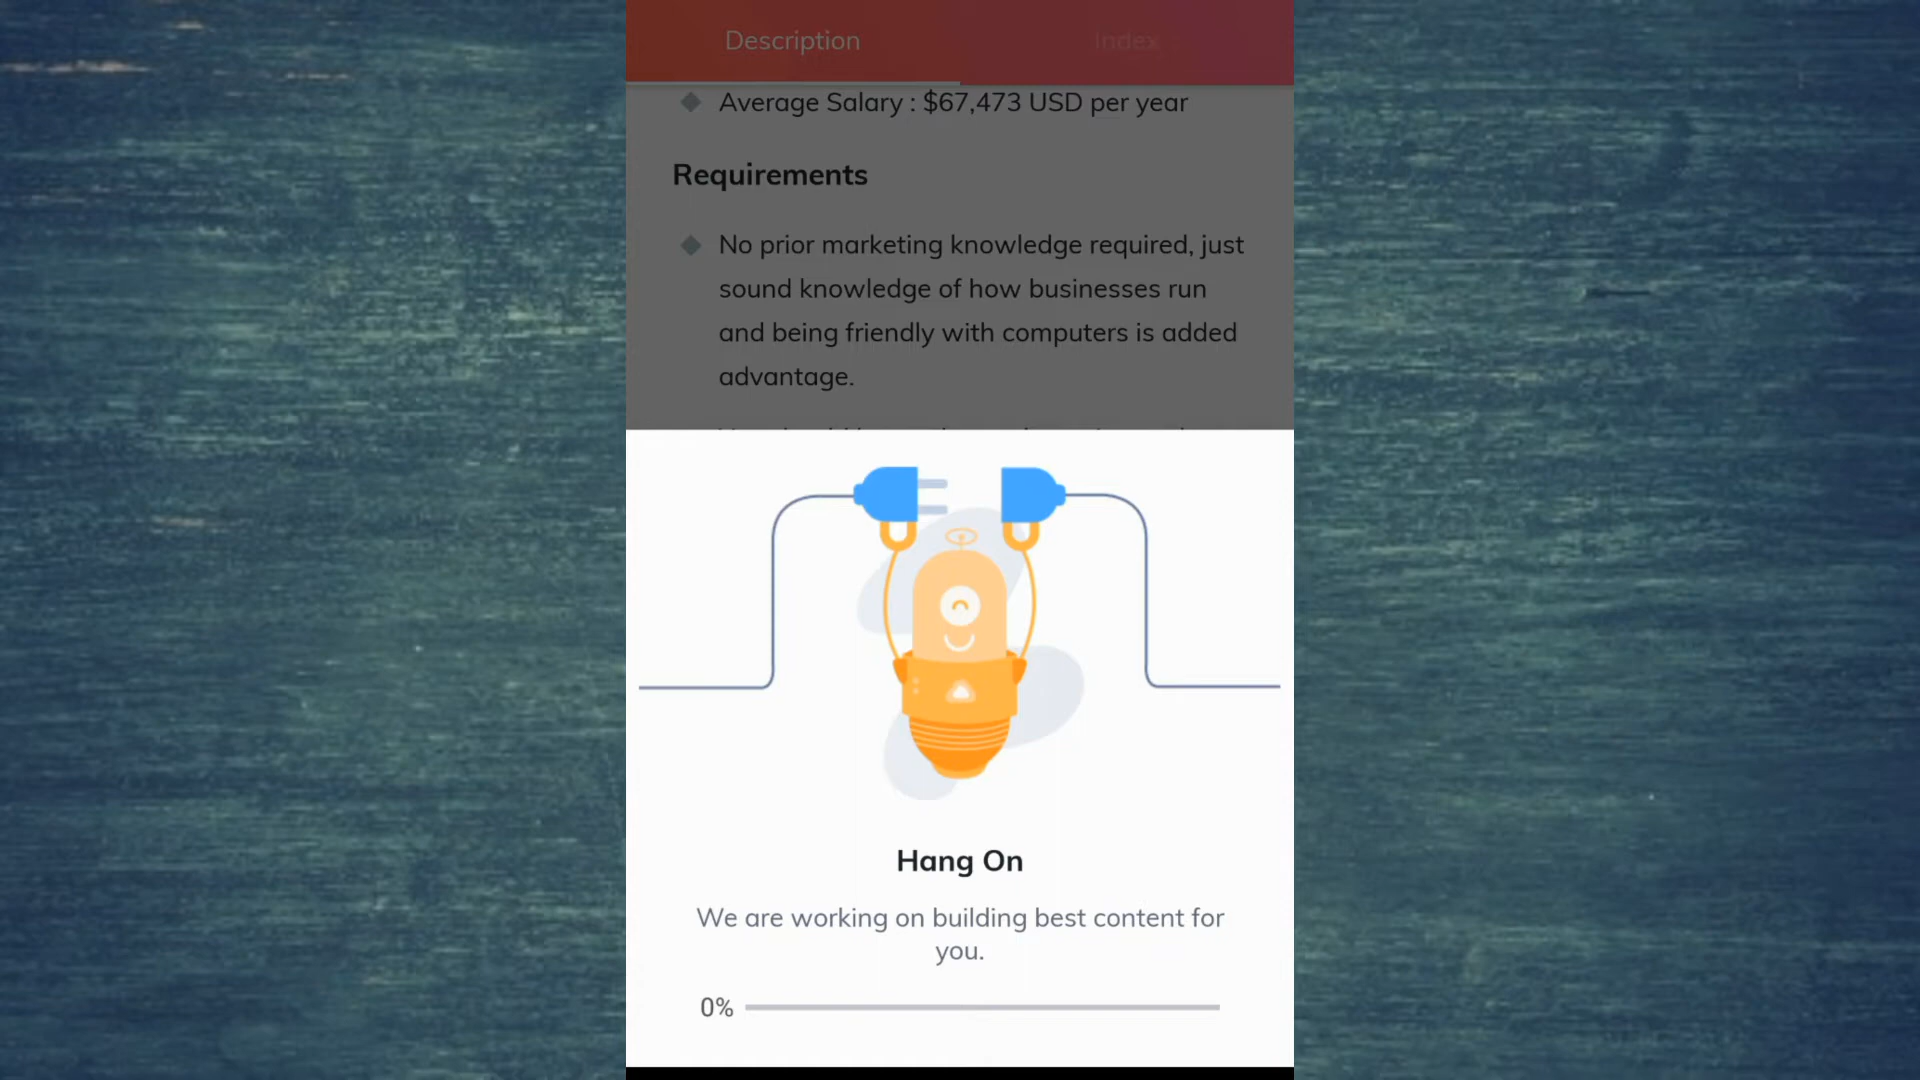 Description
Index
Average Salary : $67,473 USD per year
Requirements
No prior marketing knowledge required, just
sound knowledge of how businesses run
and being friendly with computers is added
advantage.
Hang On
We are working on building best content for
you.
0%